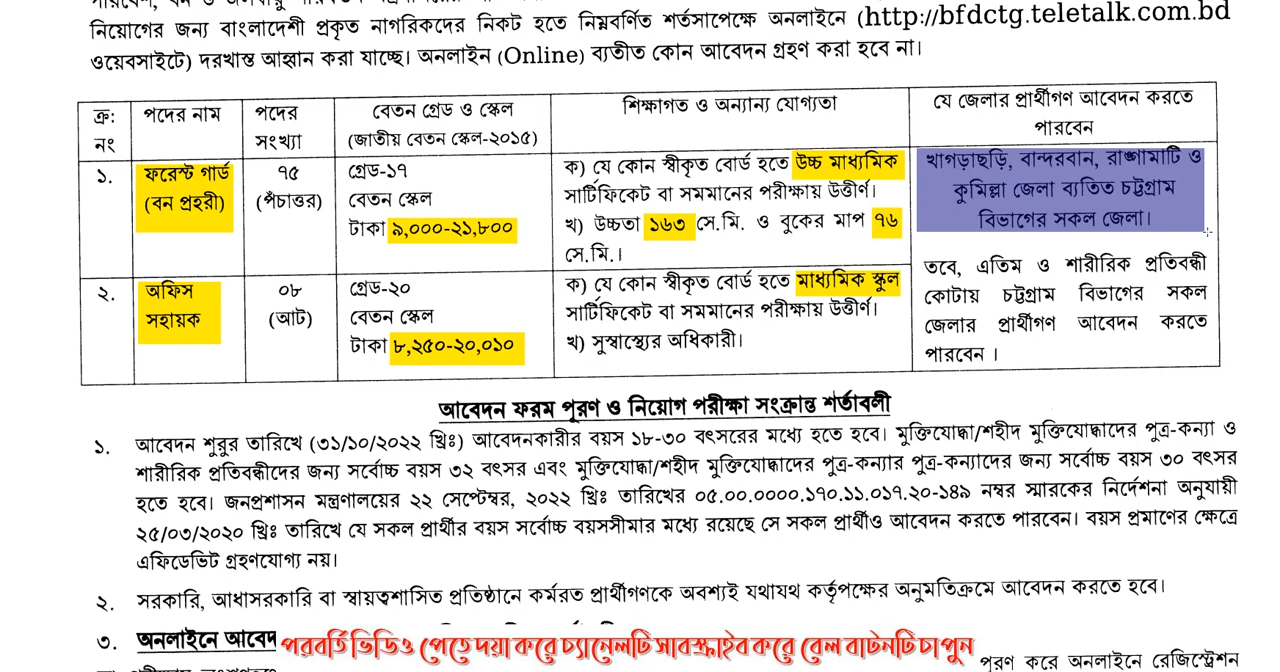 নিয়োগের জন্য বাংলাদেশী প্রকৃত নাগরিকদের নিকট হতে নিম্নবর্ণিত শর্তসাপেক্ষে অনলাইনে (http://bfdctg.teletalk.com.bd
ওয়েবসাইটে) দরখাস্ত আহ্বান করা যাচ্ছে। অনলাইন (Online) ব্যতীত কোন আবেদন গ্রহণ করা হবে না।
ক্র: নং
পদের নাম
পদের সংখ্যা
বেতন গ্রেড ও স্কেল
(জাতীয় বেতন স্কেল-২০১৫)
শিক্ষাগত ও অন্যান্য যোগ্যতা
যে জেলার প্রার্থীগণ আবেদন করতে
পারবেন
১.
ফরেস্ট গার্ড
(বন প্রহরী)
৭৫
(পঁচাত্তর)
গ্রেড-১৭
বেতন স্কেল
টাকা ৯,০০০-২১,৮০০
ক) যে কোন স্বীকৃত বোর্ড হতে উচ্চ মাধ্যমিক
সার্টিফিকেট বা সমমানের পরীক্ষায় উত্তীর্ণ।
খ) উচ্চতা ১৬৩ সে.মি. ও বুকের মাপ ৭৬
সে.মি.।
খাগড়াছড়ি, বান্দরবান, রাঙ্গামাটি ও
কুমিল্লা জেলা ব্যতিত চট্টগ্রাম
বিভাগের সকল জেলা।
তবে, এতিম ও শারীরিক প্রতিবন্ধী
কোটায় চট্টগ্রাম বিভাগের সকল
জেলার প্রার্থীগণ আবেদন করতে
পারবেন।
২.
অফিস
সহায়ক
০৮
(আট)
গ্রেড-২০
বেতন স্কেল
টাকা ৮,২৫০-২০,০১০
ক) যে কোন স্বীকৃত বোর্ড হতে মাধ্যমিক স্কুল
সার্টিফিকেট বা সমমানের পরীক্ষায় উত্তীর্ণ।
খ) সুস্বাস্থ্যের অধিকারী।
আবেদন ফরম পূরণ ও নিয়োগ পরীক্ষা সংক্রান্ত শর্তাবলী
১. আবেদন শুরুর তারিখে (৩১/১০/২০২২ খ্রিঃ) আবেদনকারীর বয়স ১৮-৩০ বৎসরের মধ্যে হতে হবে। মুক্তিযোদ্ধা/শহীদ মুক্তিযোদ্ধাদের পুত্র-কন্যা ও
শারীরিক প্রতিবন্ধীদের জন্য সর্বোচ্চ বয়স ৩২ বৎসর এবং মুক্তিযোদ্ধা/শহীদ মুক্তিযোদ্ধাদের পুত্র-কন্যার পুত্র-কন্যাদের জন্য সর্বোচ্চ বয়স ৩০ বৎসর
হতে হবে। জনপ্রশাসন মন্ত্রণালয়ের ২২ সেপ্টেম্বর, ২০২২ খ্রিঃ তারিখের ০৫.০০.০০০০.১৭০.১১.০১৭.২০-১৪৯ নম্বর স্মারকের নির্দেশনা অনুযায়ী
২৫/০৩/২০২০ খ্রিঃ তারিখে যে সকল প্রার্থীর বয়স সর্বোচ্চ বয়সসীমার মধ্যে রয়েছে সে সকল প্রার্থীও আবেদন করতে পারবেন। বয়স প্রমাণের ক্ষেত্রে
এফিডেভিট গ্রহণযোগ্য নয়।
২. সরকারি, আধাসরকারি বা স্বায়ত্বশাসিত প্রতিষ্ঠানে কর্মরত প্রার্থীগণকে অবশ্যই যথাযথ কর্তৃপক্ষের অনুমতিক্রমে আবেদন করতে হবে।
৩. অনলাইনে আবেদ
পরবর্তি ভিডিও পেতে দয়া করে চ্যানেলটি সাবস্ক্রাইব করে বেল বাটনটি চাপুন
পূরণ করে অনলাইনে রেজিস্ট্রেশন